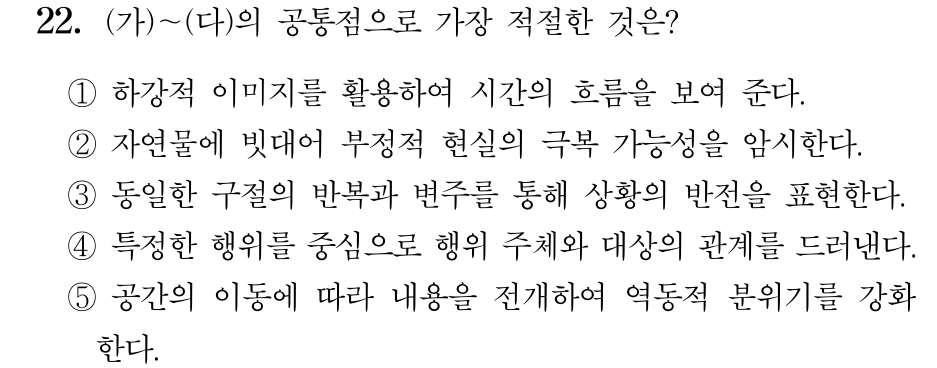 22. (가)~(다)의 공통점으로 가장 적절한 것은?
① 하강적 이미지를 활용하여 시간의 흐름을 보여 준다.
② 자연물에 빗대어 부정적 현실의 극복 가능성을 암시한다.
③ 동일한 구절의 반복과 변주를 통해 상황의 반전을 표현한다.
④ 특정한 행위를 중심으로 행위 주체와 대상의 관계를 드러낸다.
⑤ 공간의 이동에 따라 내용을 전개하여 역동적 분위기를 강화
한다.